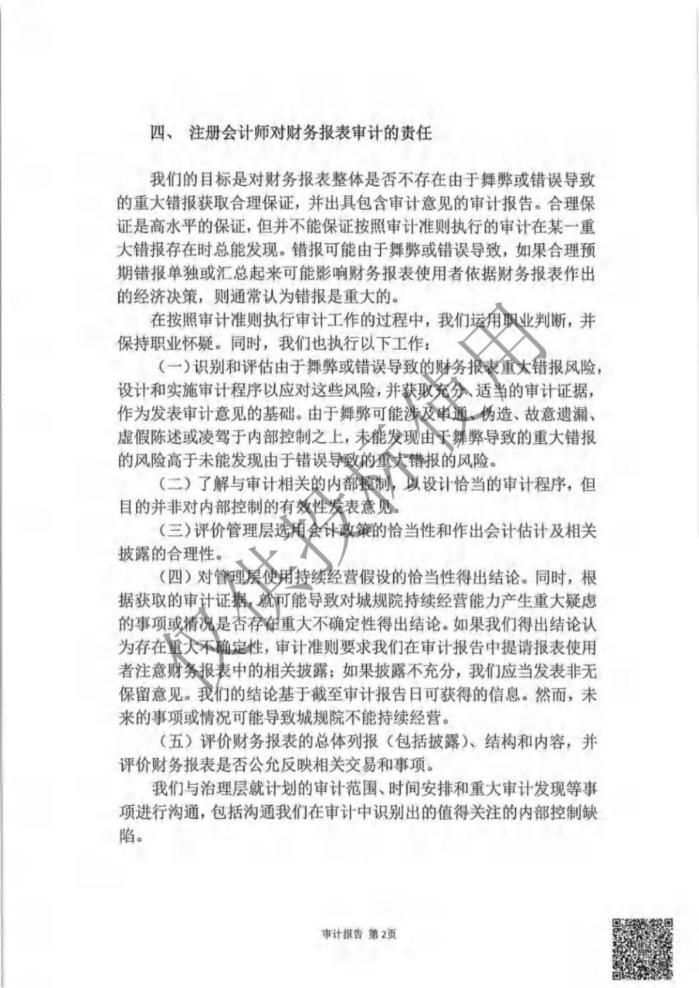 四、 注册会计师对财务报表审计的责任
我们的目标是对财务报表整体是否不存在由于舞弊或错误导致
的重大错报获取合理保证，并出具包含审计意见的审计报告。合理保
证是高水平的保证，但并不能保证按照审计准则执行的审计在某一重
大错报存在时总能发现。错报可能由于舞弊或错误导致，如果合理预
期错报单独或汇总起来可能影响财务报表使用者依据财务报表作出
的经济决策，则通常认为错报是重大的。
在按照审计准则执行审计工作的过程中，我们运用职业判断，并
保持职业怀疑。同时，我们也执行以下工作：
（一）识别和评估由于舞弊或错误导致的财务报表重大错报风险，
设计和实施审计程序以应对这些风险，并获取充分、适当的审计证据，
作为发表审计意见的基础。由于舞弊可能涉及串通、伪造、故意遗漏、
虚假陈述或凌驾于内部控制之上，未能发现由于舞弊导致的重大错报
的风险高于未能发现由于错误导致的重大错报的风险。
（二）了解与审计相关的内部控制，以设计恰当的审计程序，但
目的并非对内部控制的有效性发表意见。
（三）评价管理层选用会计政策的恰当性和作出会计估计及相关
披露的合理性。
（四）对管理层使用持续经营假设的恰当性得出结论。同时，根
据获取的审计证据，就可能导致对城规院持续经营能力产生重大疑虑
的事项或情况是否存在重大不确定性得出结论。如果我们得出结论认
为存在重大不确定性，审计准则要求我们在审计报告中提请报表使用
者注意财务报表中的相关披露；如果披露不充分，我们应当发表非无
保留意见。我们的结论基于截至审计报告日可获得的信息。然而，未
来的事项或情况可能导致城规院不能持续经营。
（五）评价财务报表的总体列报（包括披露）、结构和内容，并
评价财务报表是否公允反映相关交易和事项。
我们与治理层就计划的审计范围、时间安排和重大审计发现等事
项进行沟通，包括沟通我们在审计中识别出的值得关注的内部控制缺
陷。
仅供投标使用
审计报告 第2页